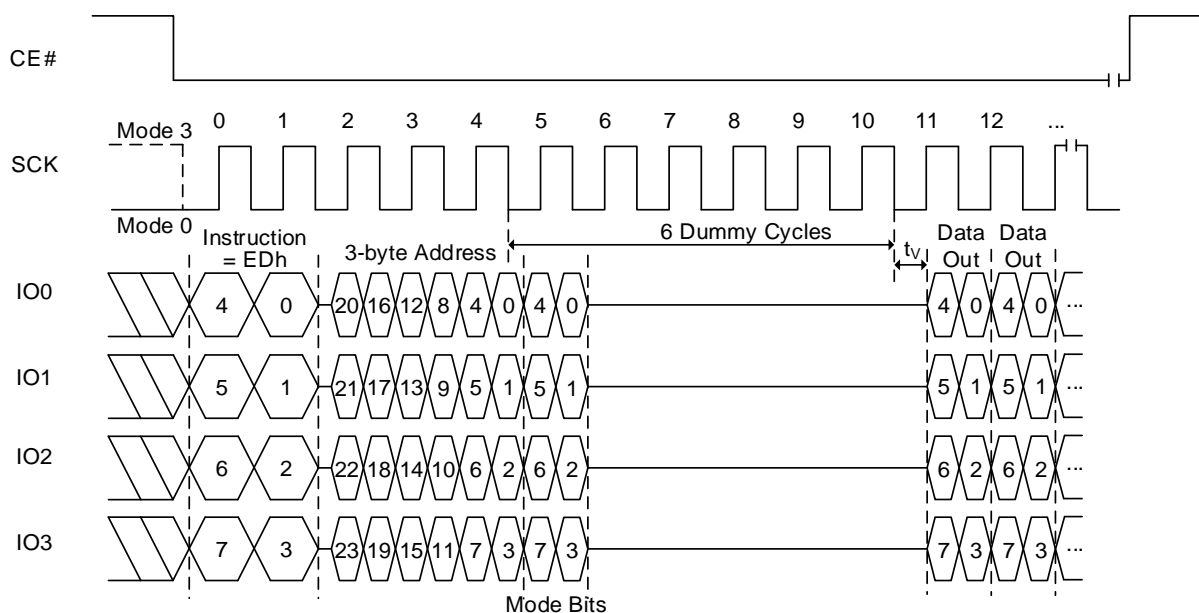 CE#
0 1 2 3 4 5 6 7 8 9 10 11 12 ...
Mode 3
SCK
Mode 0
Instruction
= EDh
3-byte Address
6 Dummy Cycles
tV
Data
Out
Data
Out
IO0 4 0 20 16 12 8 4 0 4 0 4 0 4 0 ...
IO1 5 1 21 17 13 9 5 1 5 1 5 1 5 1 ...
IO2 6 2 22 18 14 10 6 2 6 2 6 2 6 2 ...
IO3 7 3 23 19 15 11 7 3 7 3 7 3 7 3 ...
Mode Bits